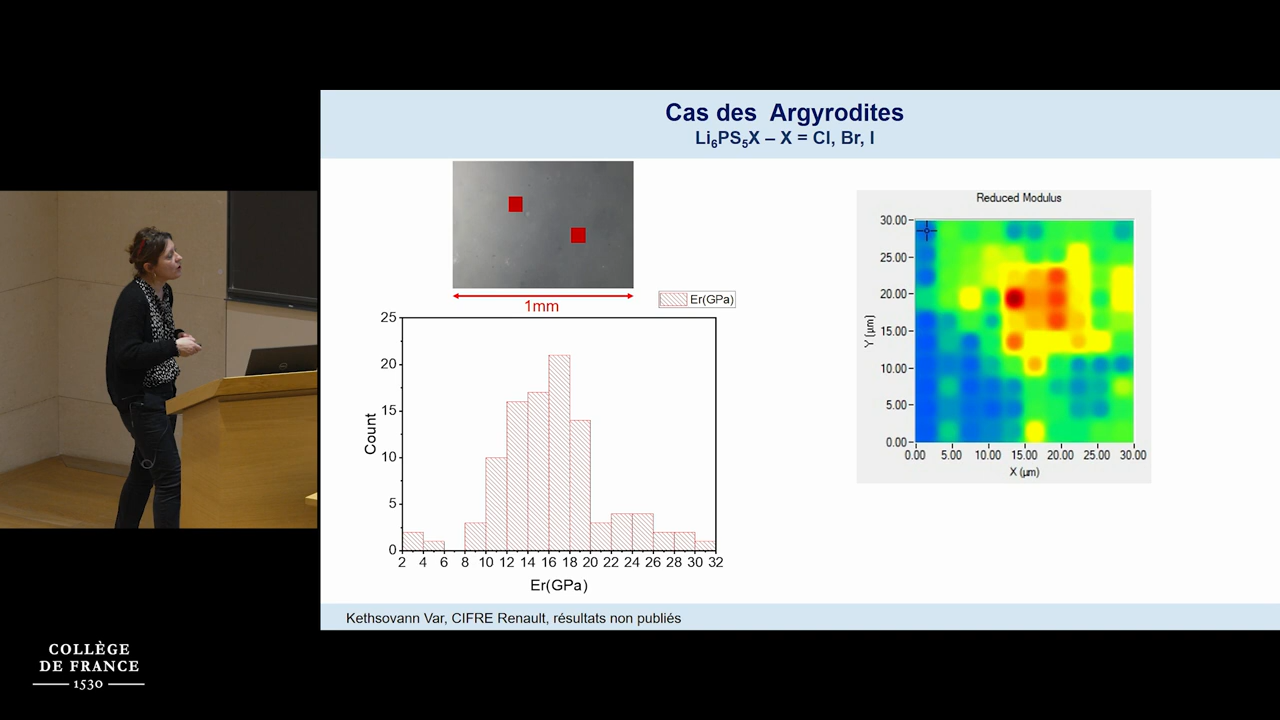 Cas des Argyrodites
Li₆PS₅X – X = Cl, Br, I
1mm
Er(GPa)
25
20
15
10
5
0
Count
2 4 6 8 10 12 14 16 18 20 22 24 26 28 30 32
Er(GPa)
Reduced Modulus
30.00
25.00
20.00
15.00
10.00
5.00
0.00
Y (µm)
0.00 5.00 10.00 15.00 20.00 25.00 30.00
X (µm)
Kethsovann Var, CIFRE Renault, résultats non publiés
COLLÈGE
DE FRANCE
1530